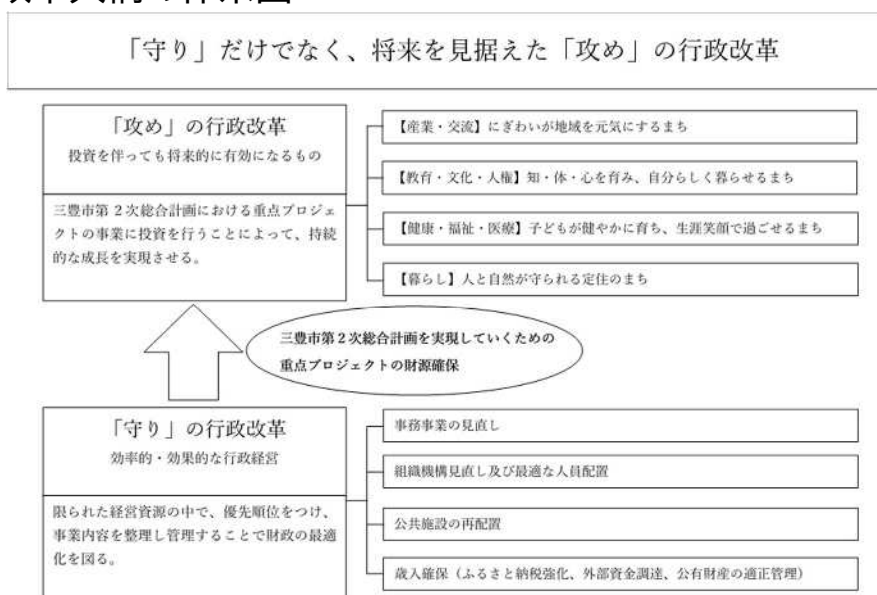 「守り」だけでなく、将来を見据えた「攻め」の行政改革
「攻め」の行政改革
投資を伴っても将来的に有効になるもの
三豊市第2次総合計画における重点プロジェ
クトの事業に投資を行うことによって、持続
的な成長を実現させる。
【産業・交流】にぎわいが地域を元気にするまち
【教育・文化・人権】知・体・心を育み、自分らしく暮らせるまち
【健康・福祉・医療】子どもが健やかに育ち、生涯笑顔で過ごせるまち
【暮らし】人と自然が守られる定住のまち
三豊市第2次総合計画を実現していくための
重点プロジェクトの財源確保
「守り」の行政改革
効率的・効果的な行政経営
限られた経営資源の中で、優先順位をつけ、
事業内容を整理し管理することで財政の最適
化を図る。
事務事業の見直し
組織機構見直し及び最適な人員配置
公共施設の再配置
歳入確保(ふるさと納税強化、外部資金調達、公有財産の適正管理)